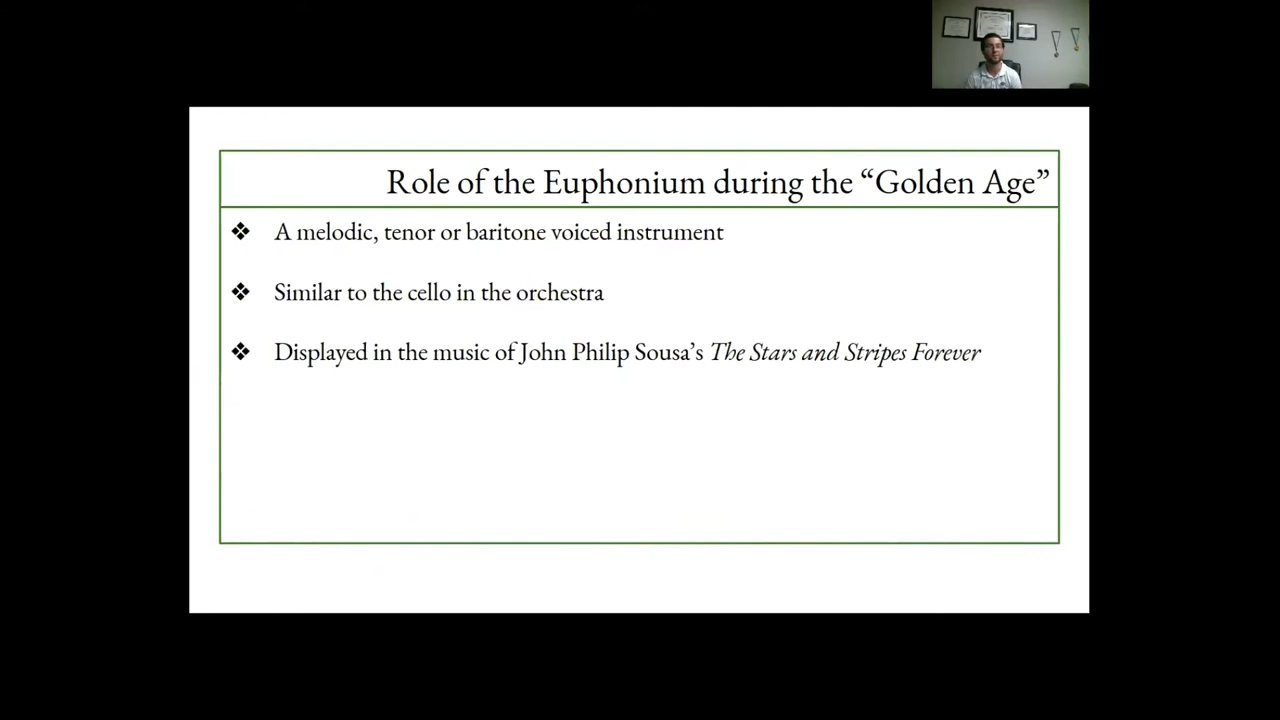 Role of the Euphonium during the “Golden Age”
❖ A melodic, tenor or baritone voiced instrument
❖ Similar to the cello in the orchestra
❖ Displayed in the music of John Philip Sousa’s The Stars and Stripes Forever